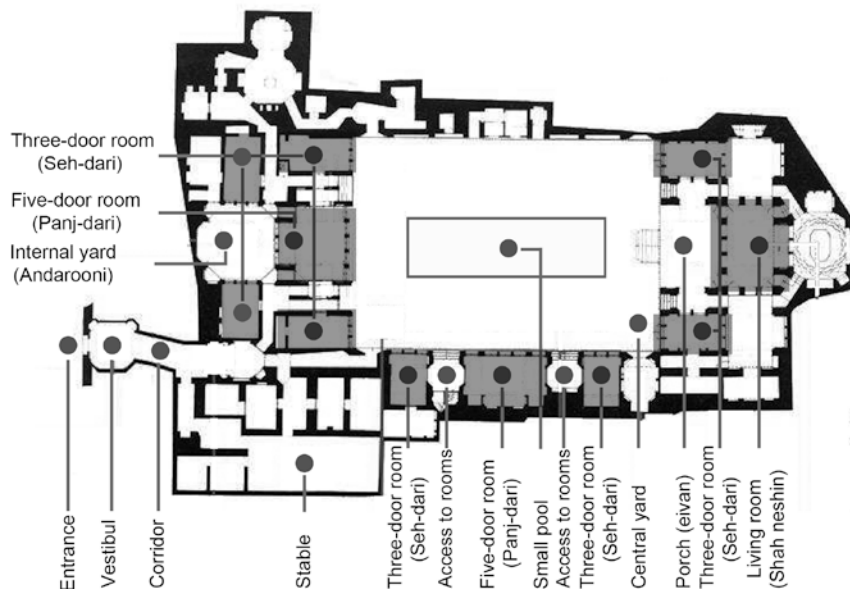 Three-door room
(Seh-dari)
Five-door room
(Panj-dari)
Internal yard
(Andarooni)
Entrance
Vestibul
Corridor
Stable
Three-door room
(Seh-dari)
Access to rooms
Five-door room
(Panj-dari)
Small pool
Access to rooms
Three-door room
(Seh-dari)
Central yard
Porch (eivan)
Three-door room
(Seh-dari)
Living room
(Shah neshin)